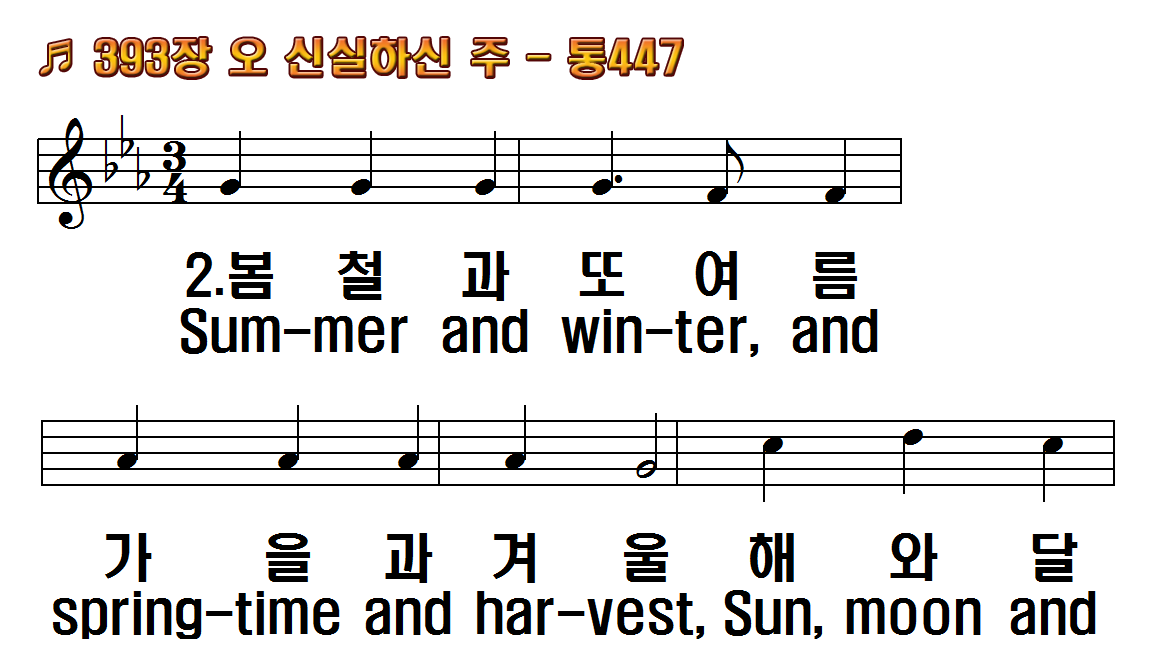 ♬ 393장 오 신실하신 주 - 통447
3
4
2.봄 철 과 또 여 름
Sum-mer and win-ter, and
가 을 과 겨 울 해 와 달
spring-time and har-vest, Sun, moon and